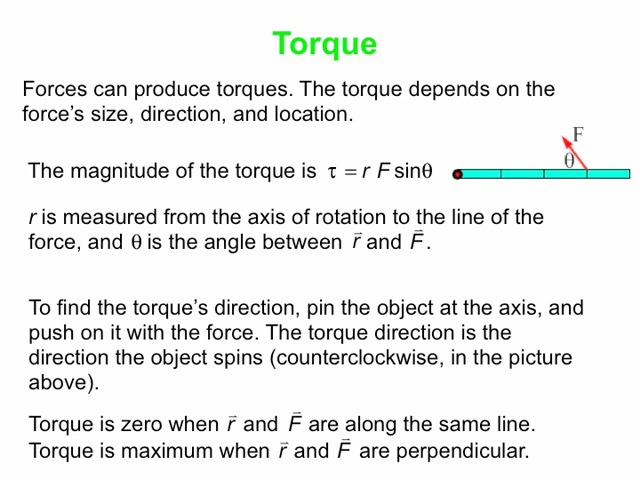 Torque
Forces can produce torques. The torque depends on the
force's size, direction, and location.
F
θ
The magnitude of the torque is τ = r F sinθ
r is measured from the axis of rotation to the line of the
force, and θ is the angle between r⃗ and F⃗ .
To find the torque's direction, pin the object at the axis, and
push on it with the force. The torque direction is the
direction the object spins (counterclockwise, in the picture
above).
Torque is zero when r⃗ and F⃗ are along the same line.
Torque is maximum when r⃗ and F⃗ are perpendicular.